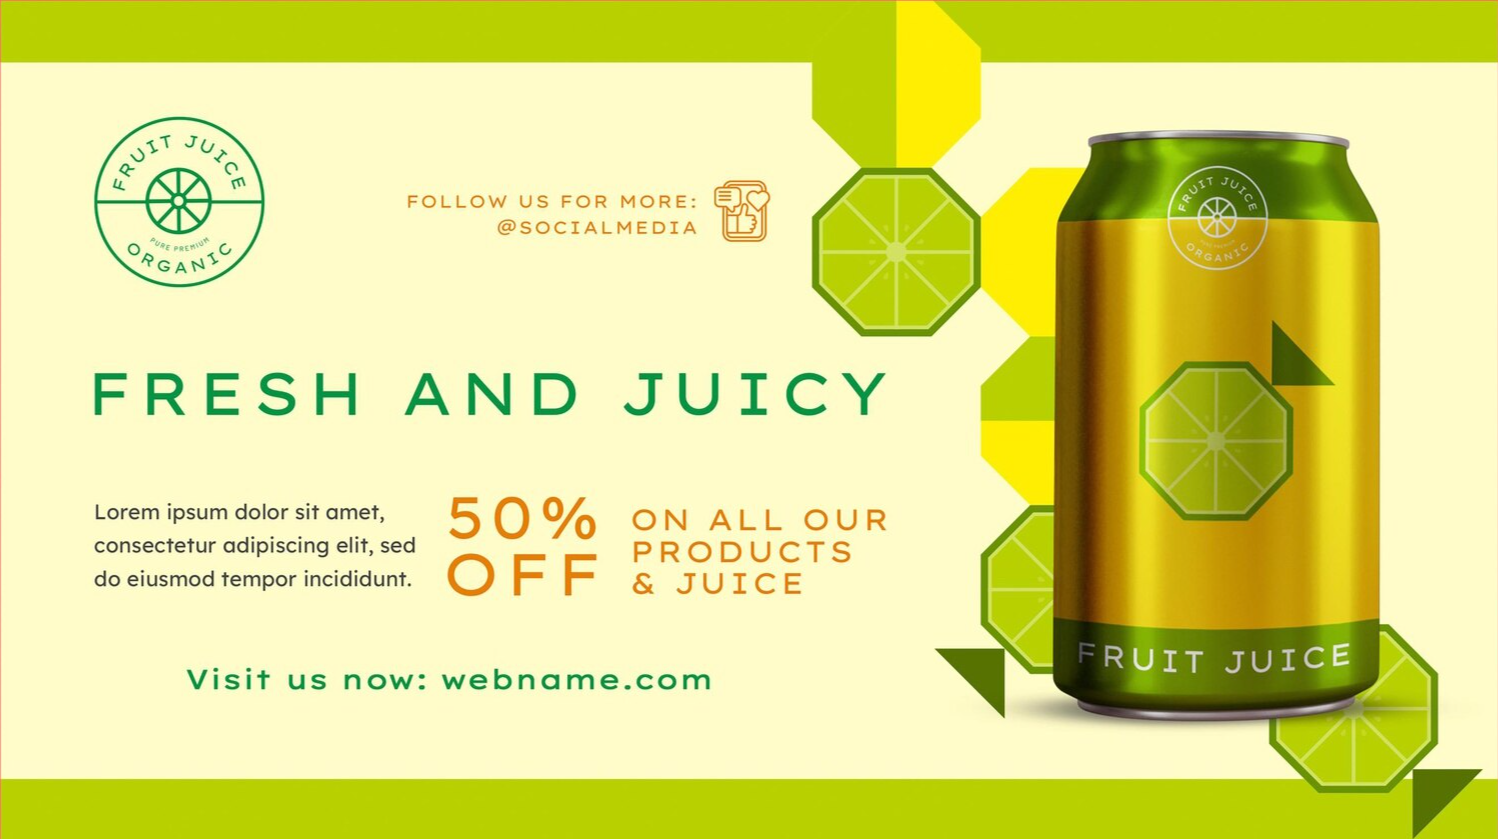 FRUIT JUICE
PURE PREMIUM
ORGANIC
FOLLOW US FOR MORE:
@SOCIALMEDIA
FRESH AND JUICY
Lorem ipsum dolor sit amet,
consectetur adipiscing elit, sed
do eiusmod tempor incididunt.
50%
OFF
ON ALL OUR
PRODUCTS
& JUICE
Visit us now: webname.com
FRUIT JUICE
PURE PREMIUM
ORGANIC
FRUIT JUICE